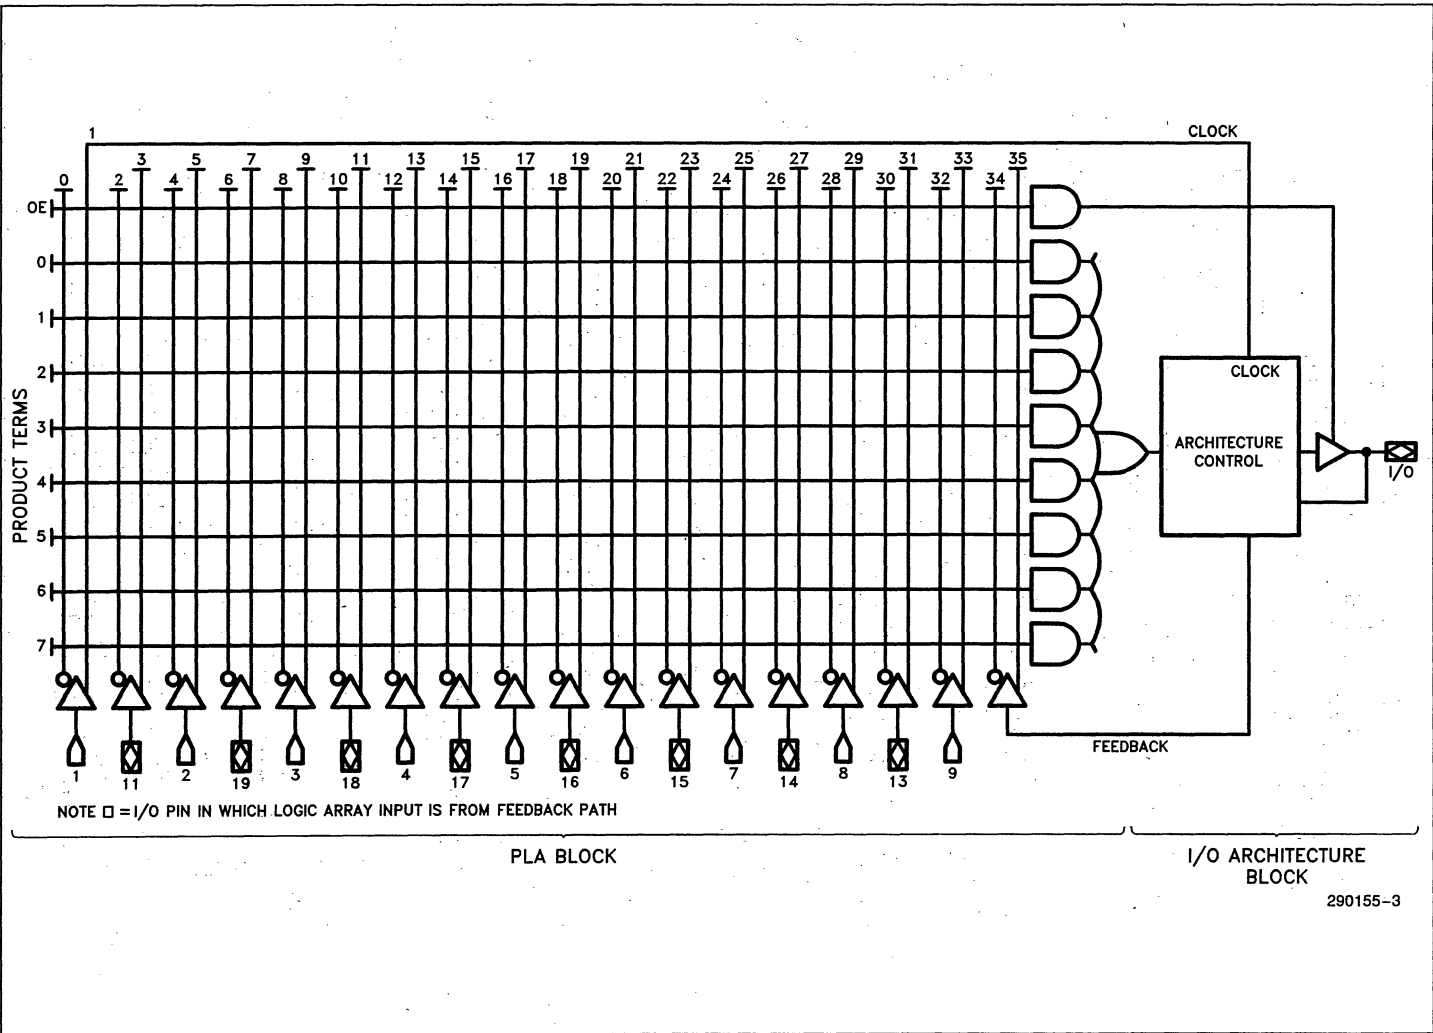 1
CLOCK
3 5 7 9 11 13 15 17 19 21 23 25 27 29 31 33 35
0 2 4 6 8 10 12 14 16 18 20 22 24 26 28 30 32 34
OE
0
1
2
3
4
5
6
7
PRODUCT TERMS
CLOCK
ARCHITECTURE
CONTROL
I/O
FEEDBACK
1 11 2 19 3 18 4 17 5 16 6 15 7 14 8 13 9
NOTE □ = I/O PIN IN WHICH LOGIC ARRAY INPUT IS FROM FEEDBACK PATH
PLA BLOCK
I/O ARCHITECTURE
BLOCK
290155-3